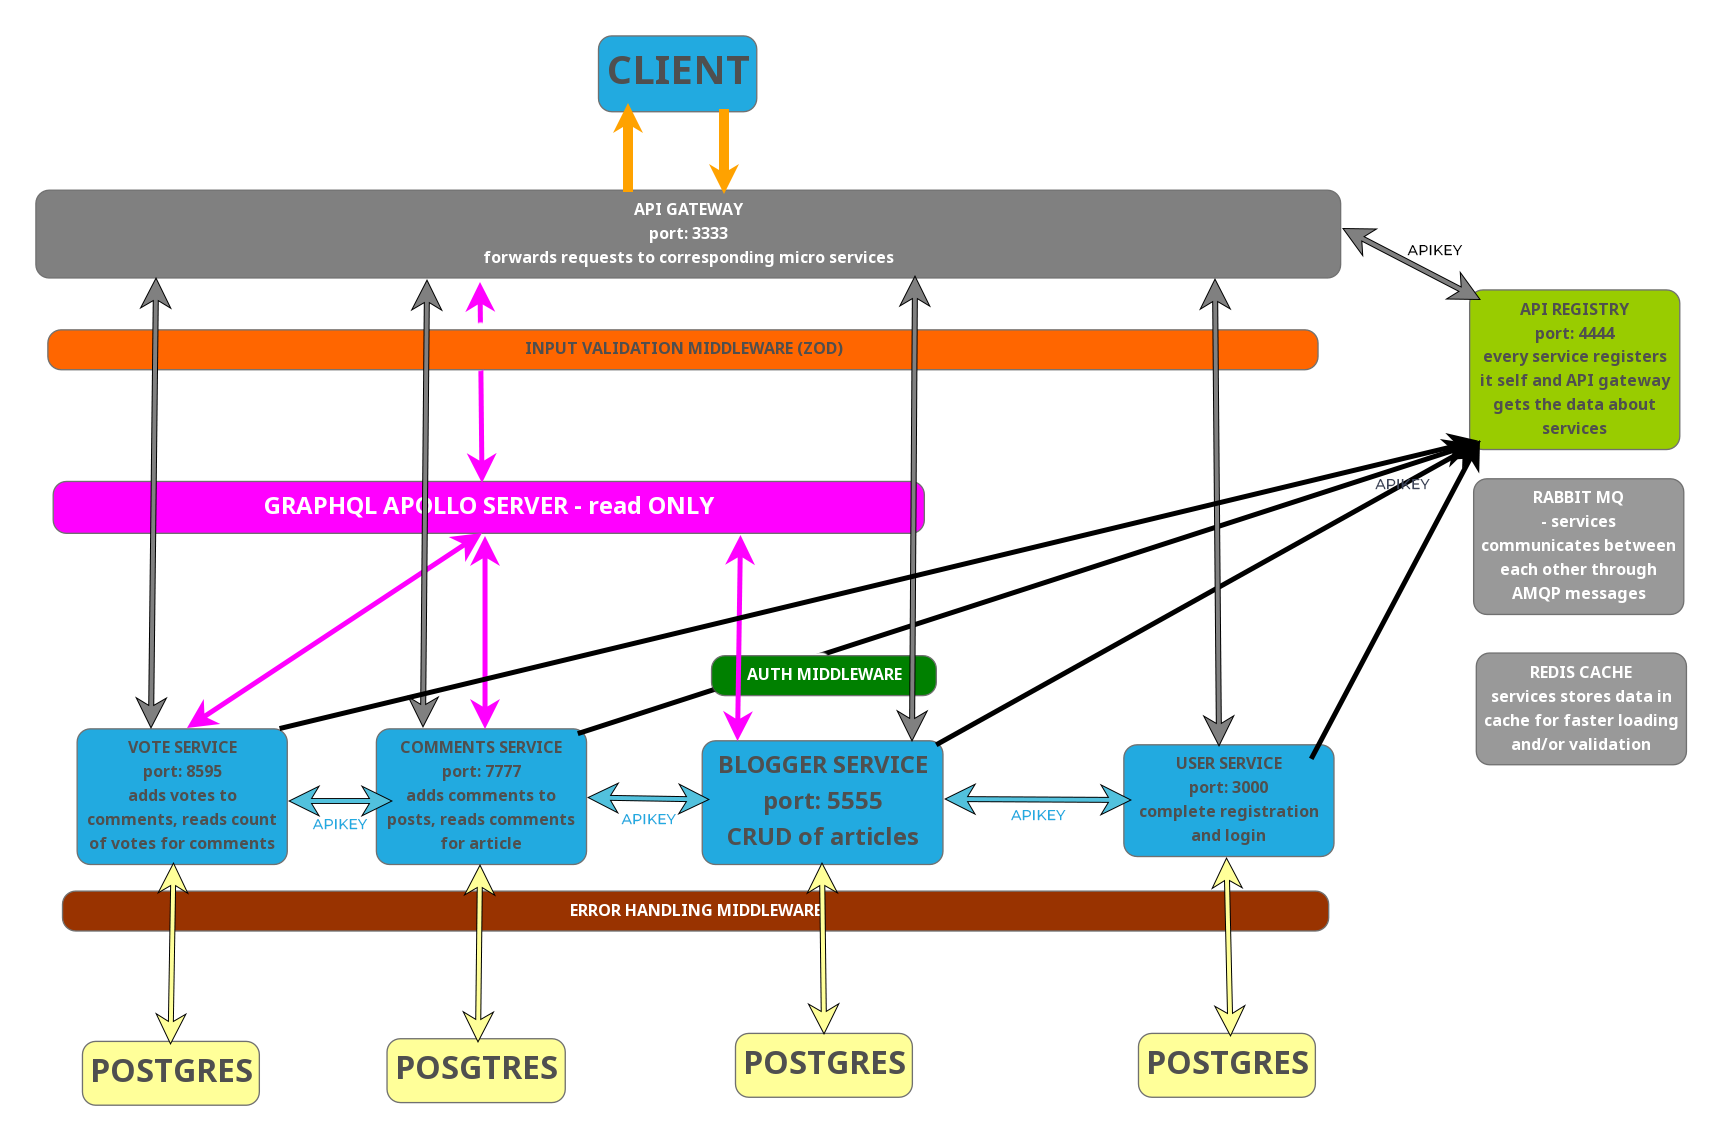 CLIENT
API GATEWAY
port: 3333
forwards requests to corresponding micro services
APIKEY
INPUT VALIDATION MIDDLEWARE (ZOD)
API REGISTRY
port: 4444
every service registers
it self and API gateway
gets the data about
services
GRAPHQL APOLLO SERVER - read ONLY
APIKEY
RABBIT MQ
- services
communicates between
each other through
AMQP messages
AUTH MIDDLEWARE
REDIS CACHE
services stores data in
cache for faster loading
and/or validation
VOTE SERVICE
port: 8595
adds votes to
comments, reads count
of votes for comments
APIKEY
COMMENTS SERVICE
port: 7777
adds comments to
posts, reads comments
for article
APIKEY
BLOGGER SERVICE
port: 5555
CRUD of articles
APIKEY
USER SERVICE
port: 3000
complete registration
and login
ERROR HANDLING MIDDLEWARE
POSTGRES
POSGTRES
POSTGRES
POSTGRES